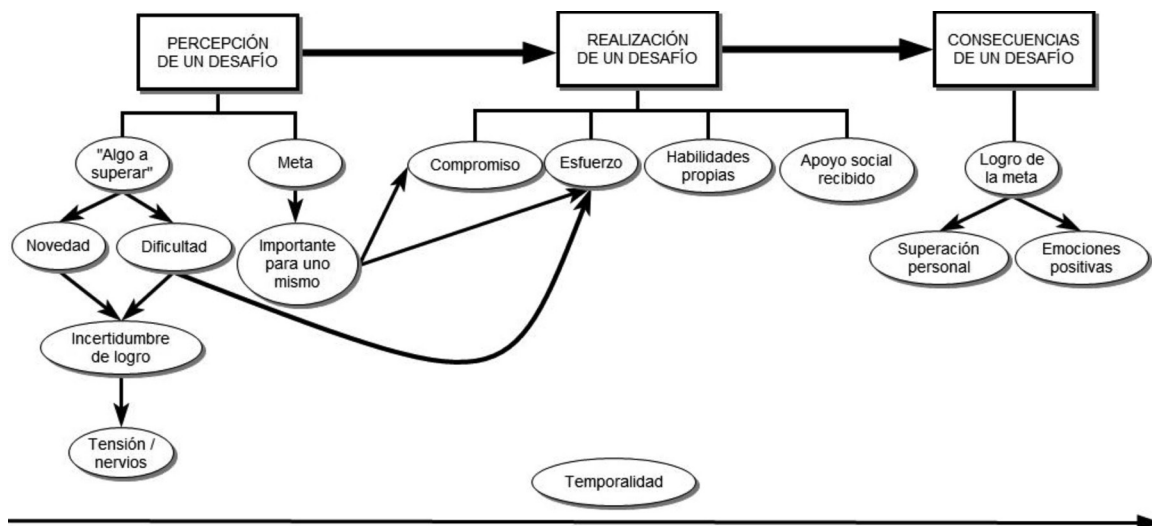 PERCEPCIÓN
DE UN DESAFÍO
REALIZACIÓN
DE UN DESAFÍO
CONSECUENCIAS
DE UN DESAFÍO
"Algo a
superar"
Meta
Compromiso
Esfuerzo
Habilidades
propias
Apoyo social
recibido
Logro de
la meta
Novedad
Dificultad
Importante
para uno
mismo
Superación
personal
Emociones
positivas
Incertidumbre
de logro
Tensión /
nervios
Temporalidad